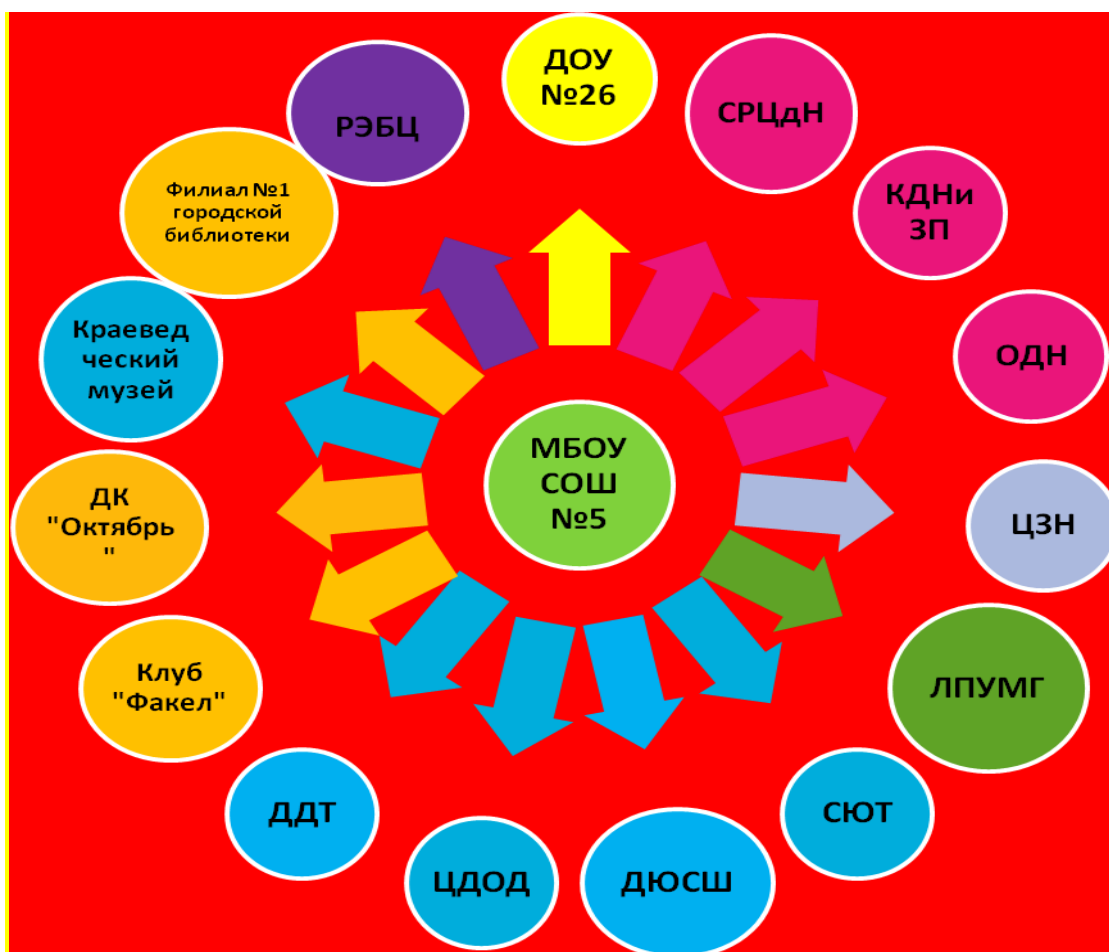 ДОУ
№26
СРЦдН
КДНи
ЗП
ОДН
ЦЗН
ЛПУМГ
СЮТ
ДЮСШ
ЦДОД
ДДТ
Клуб
"Факел"
ДК
"Октябрь
"
Краевед
ческий
музей
Филиал №1
городской
библиотеки
РЭБЦ
МБОУ
СОШ
№5